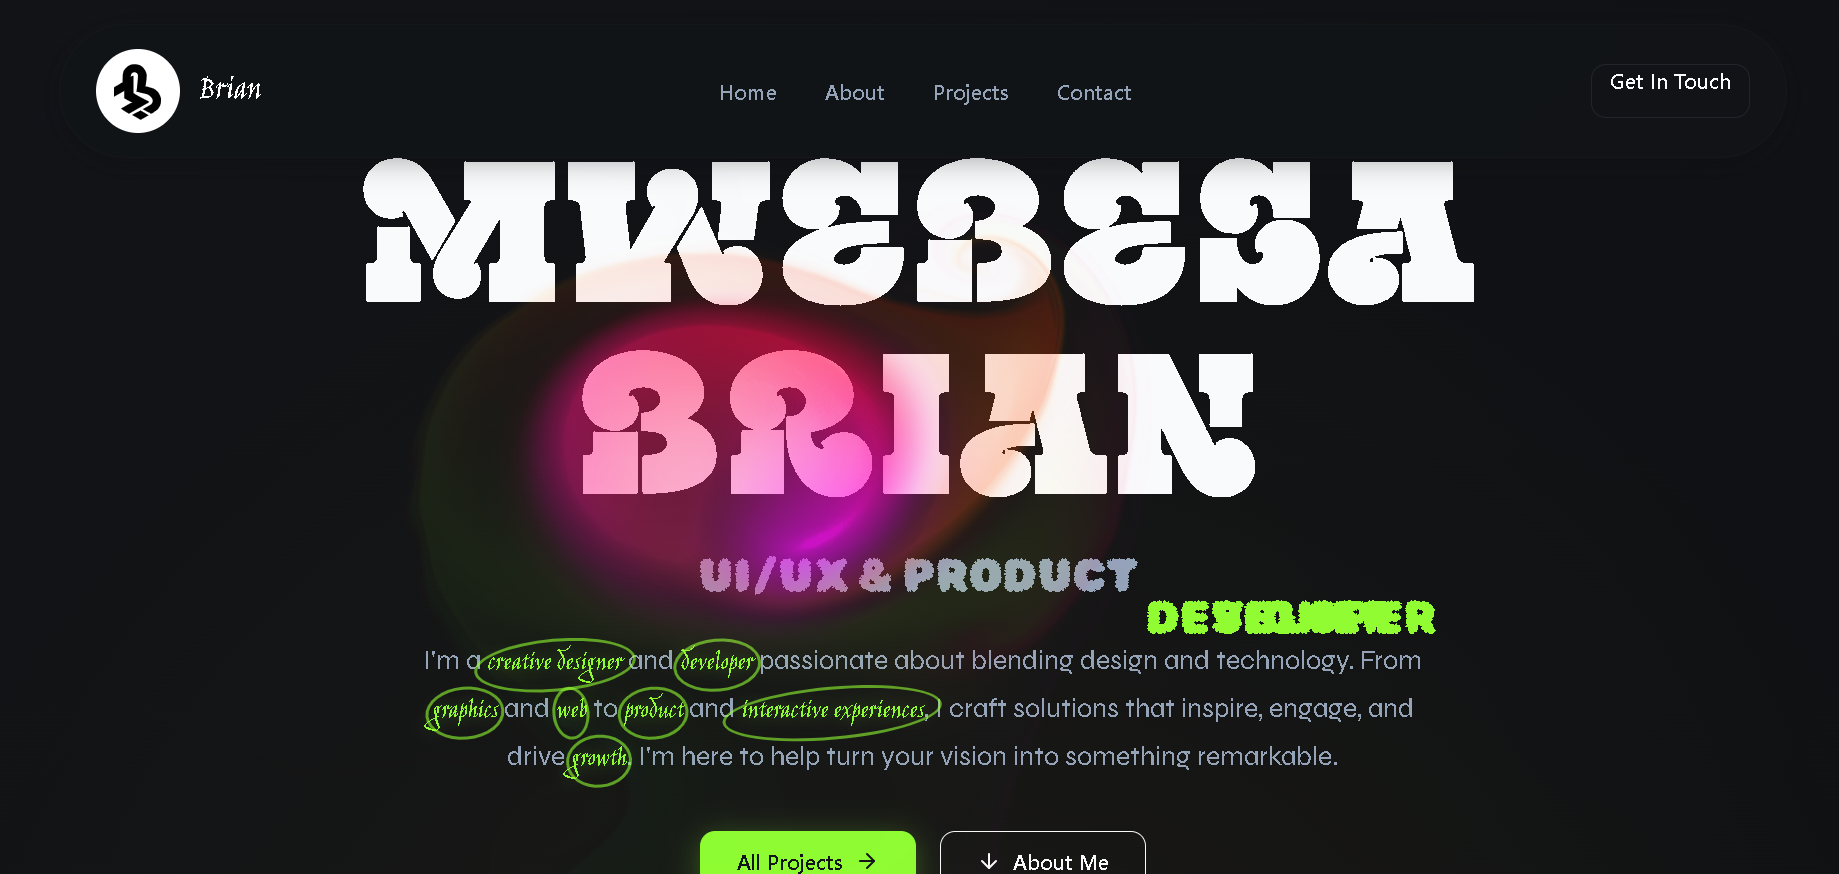 Brian
Home About Projects Contact
Get In Touch
MWEBESA
BRIAN
UI/UX & PRODUCT
I'm a creative designer and developer passionate about blending design and technology. From
graphics and web to product and interactive experiences, I craft solutions that inspire, engage, and
drive growth. I'm here to help turn your vision into something remarkable.
All Projects
About Me